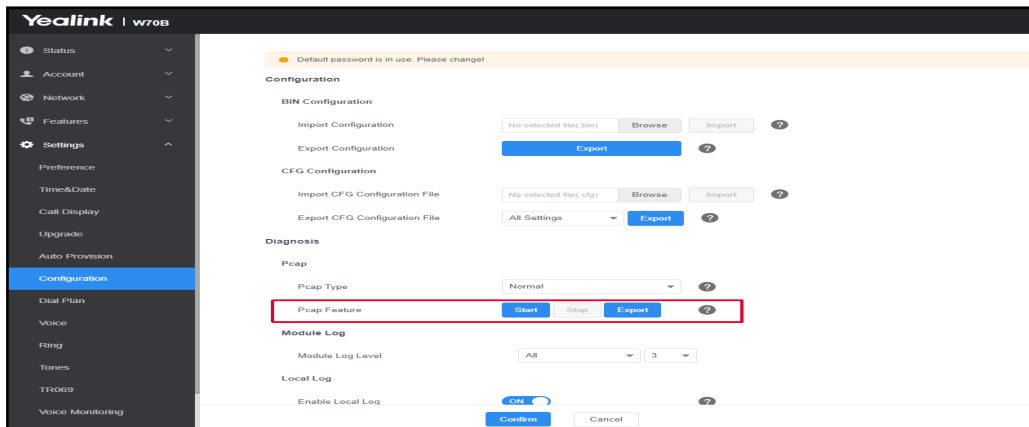 Yealink | W70B
Status
Account
Network
Features
Settings
Preference
Time&Date
Call Display
Upgrade
Auto Provision
Configuration
Dial Plan
Voice
Ring
Tones
TR069
Voice Monitoring
Default password is in use. Please change!
Configuration
BIN Configuration
Import Configuration No selected file(.bin) Browse Import ?
Export Configuration Export ?
CFG Configuration
Import CFG Configuration File No selected file(.cfg) Browse Import ?
Export CFG Configuration File All Settings Export ?
Diagnosis
Pcap
Pcap Type Normal ?
Pcap Feature Start Stop Export ?
Module Log
Module Log Level All 3
Local Log
Enable Local Log ON ?
Confirm Cancel